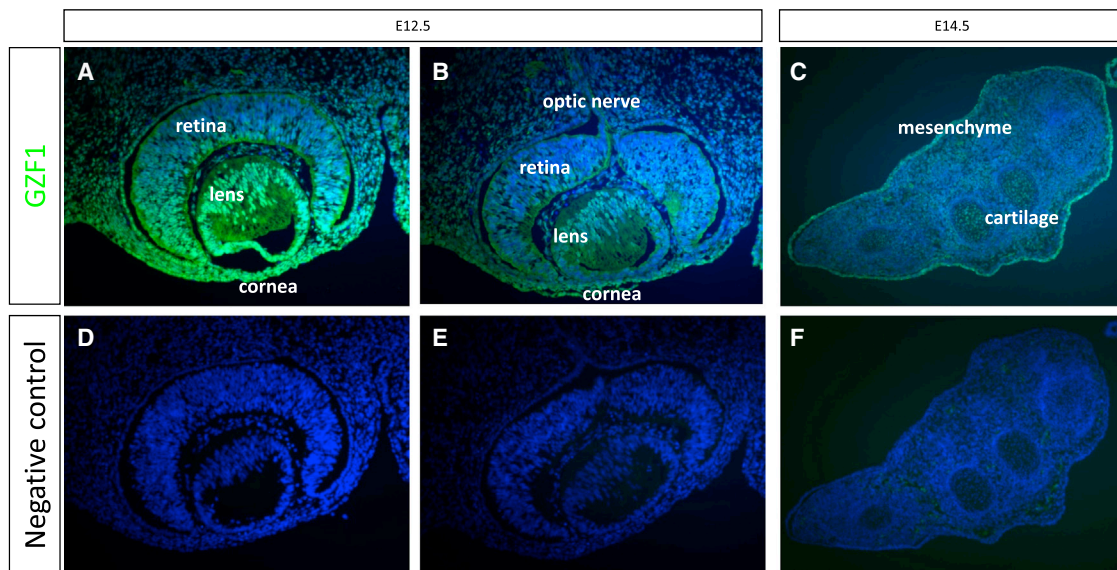 E12.5
E14.5
GZF1
A
retina
lens
cornea
B
optic nerve
retina
lens
cornea
C
mesenchyme
cartilage
Negative control
D
E
F